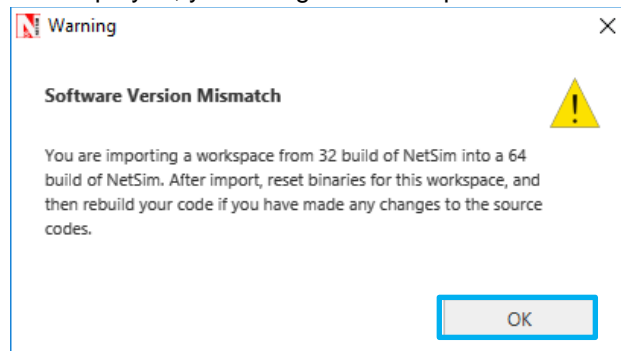 Warning
Software Version Mismatch
You are importing a workspace from 32 build of NetSim into a 64
build of NetSim. After import, reset binaries for this workspace, and
then rebuild your code if you have made any changes to the source
codes.
OK